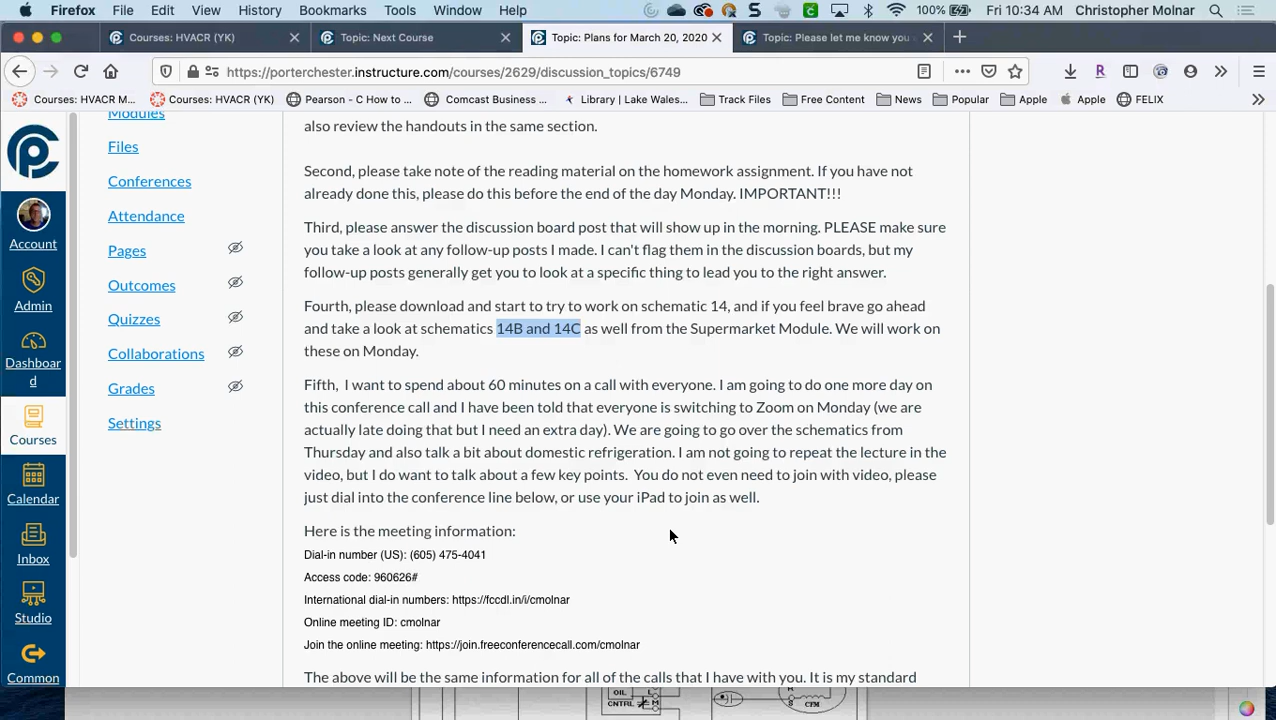 Firefox File Edit View History Bookmarks Tools Window Help 100% Fri 10:34 AM Christopher Molnar
Courses: HVACR (YK) Topic: Next Course Topic: Plans for March 20, 2020 Topic: Please let me know you
https://porterchester.instructure.com/courses/2629/discussion_topics/6749
Courses: HVACR M... Courses: HVACR (YK) Pearson - C How to ... Comcast Business ... Library | Lake Wales... Track Files Free Content News Popular Apple Apple FELIX
Modules
Files
Conferences
Attendance
Pages
Outcomes
Quizzes
Collaborations
Grades
Settings
Account
Admin
Dashboar
d
Courses
Calendar
Inbox
Studio
Common
also review the handouts in the same section.
Second, please take note of the reading material on the homework assignment. If you have not
already done this, please do this before the end of the day Monday. IMPORTANT!!!
Third, please answer the discussion board post that will show up in the morning. PLEASE make sure
you take a look at any follow-up posts I made. I can't flag them in the discussion boards, but my
follow-up posts generally get you to look at a specific thing to lead you to the right answer.
Fourth, please download and start to try to work on schematic 14, and if you feel brave go ahead
and take a look at schematics 14B and 14C as well from the Supermarket Module. We will work on
these on Monday.
Fifth, I want to spend about 60 minutes on a call with everyone. I am going to do one more day on
this conference call and I have been told that everyone is switching to Zoom on Monday (we are
actually late doing that but I need an extra day). We are going to go over the schematics from
Thursday and also talk a bit about domestic refrigeration. I am not going to repeat the lecture in the
video, but I do want to talk about a few key points. You do not even need to join with video, please
just dial into the conference line below, or use your iPad to join as well.
Here is the meeting information:
Dial-in number (US): (605) 475-4041
Access code: 960626#
International dial-in numbers: https://fccdl.in/i/cmolnar
Online meeting ID: cmolnar
Join the online meeting: https://join.freeconferencecall.com/cmolnar
The above will be the same information for all of the calls that I have with you. It is my standard
OIL
CNTRL
CFM